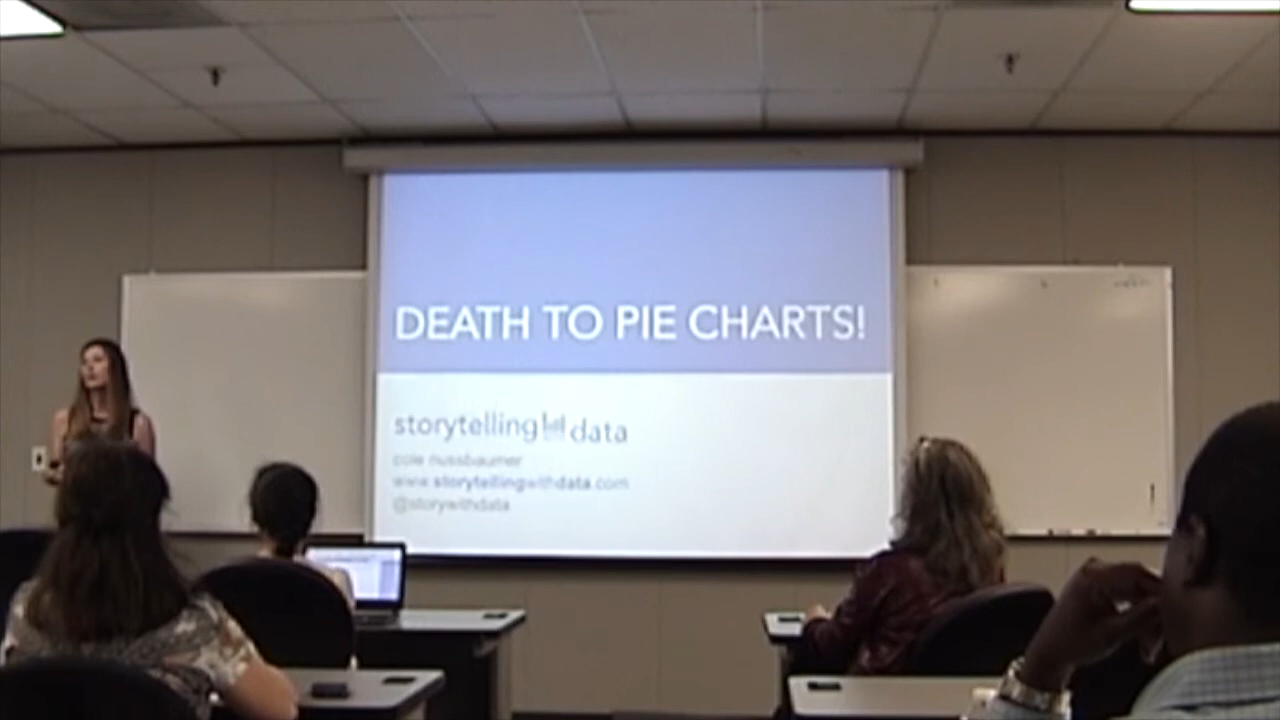 DEATH TO PIE CHARTS!
storytelling data
cole nussbaumer
www.storytellingwithdata.com
@storywithdata